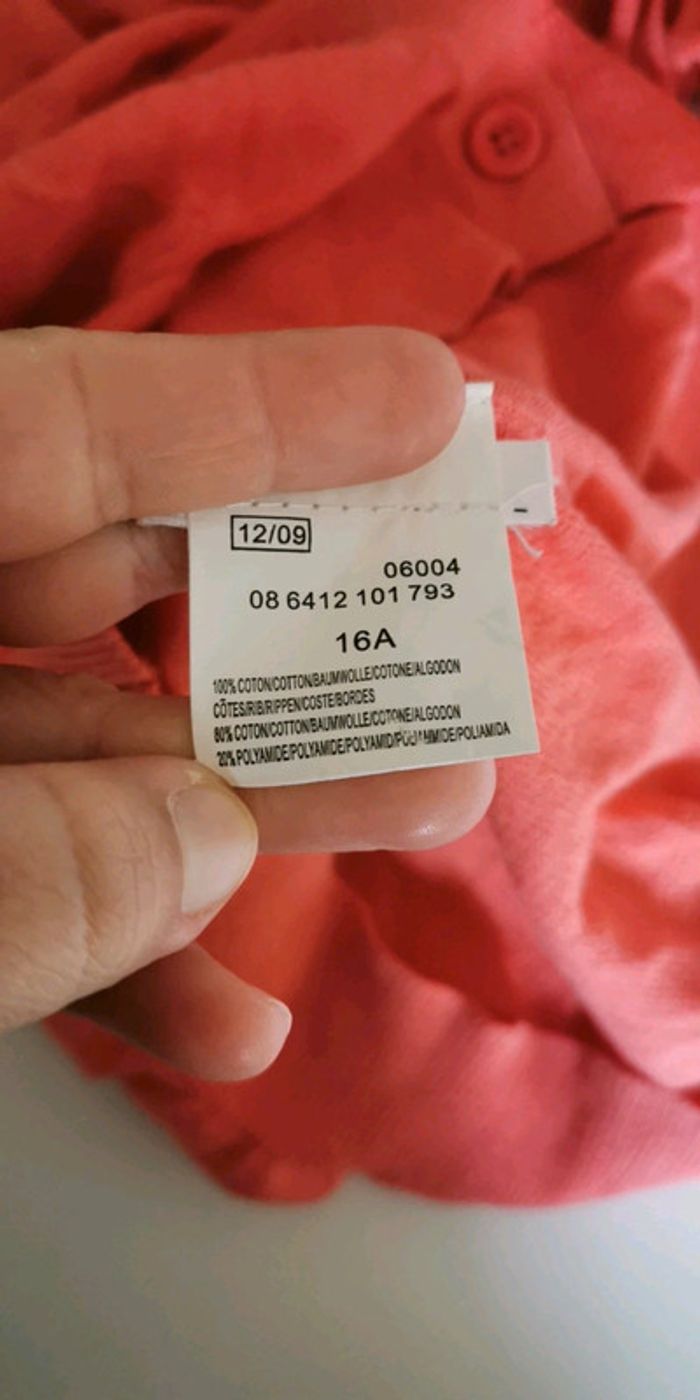 12/09
06004
08 6412 101 793
16A
100% COTON/COTTON/BAUMWOLLE/COTONE/ALGODON
CÔTES/RIB/RIPPEN/COSTE/BORDES
80% COTON/COTTON/BAUMWOLLE/COTONE/ALGODON
20% POLYAMIDE/POLYAMIDE/POLYAMID/POLIAMMIDE/POLIAMIDA